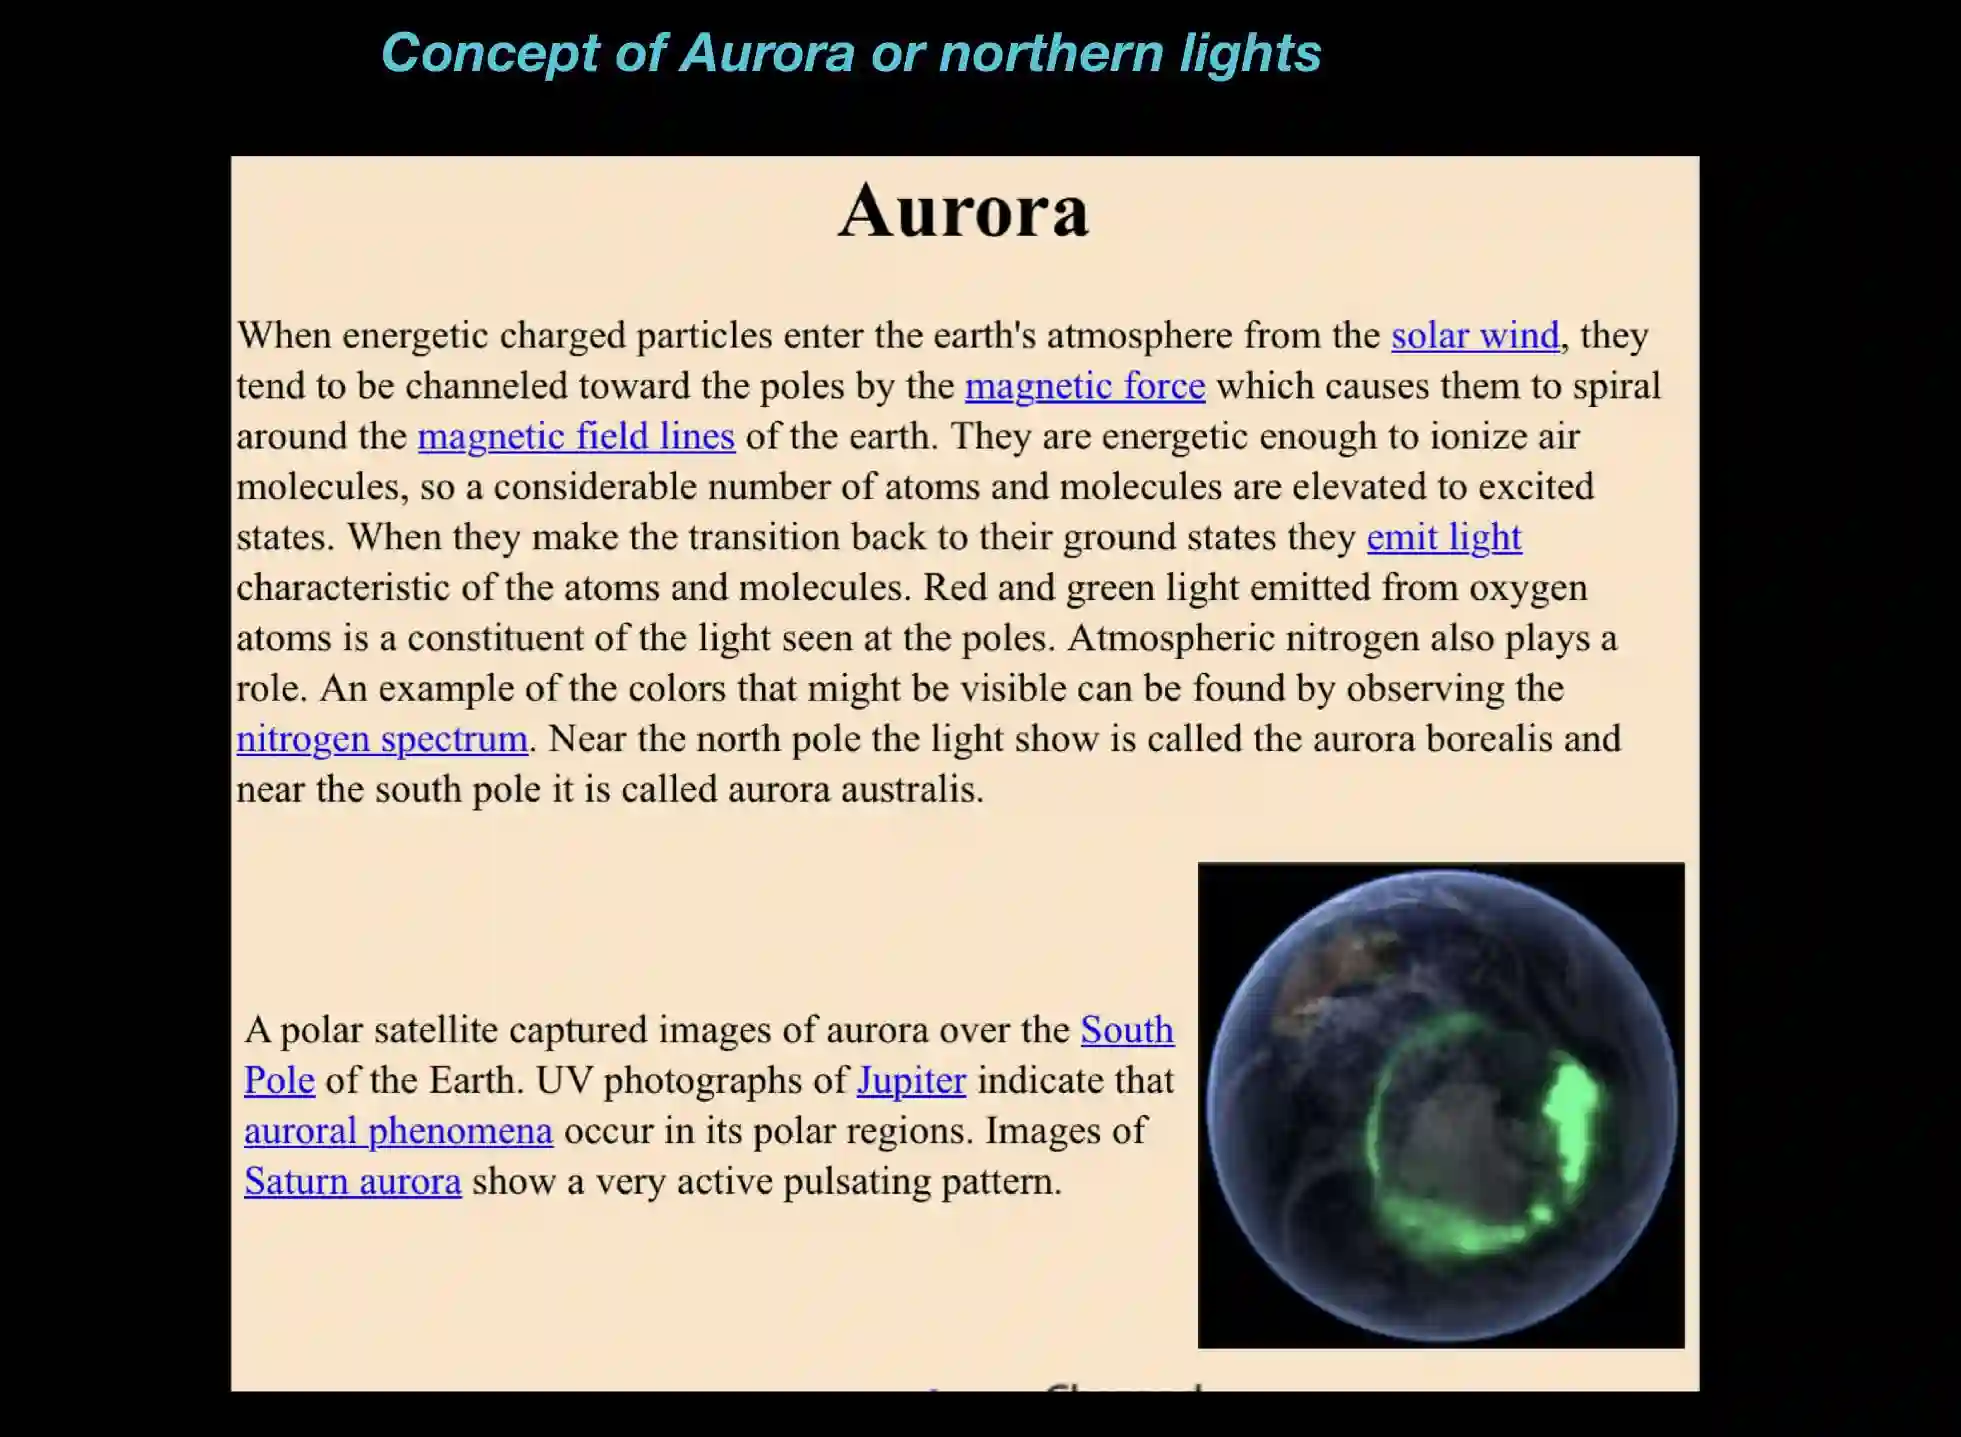 Concept of Aurora or northern lights
Aurora
When energetic charged particles enter the earth's atmosphere from the solar wind, they
tend to be channeled toward the poles by the magnetic force which causes them to spiral
around the magnetic field lines of the earth. They are energetic enough to ionize air
molecules, so a considerable number of atoms and molecules are elevated to excited
states. When they make the transition back to their ground states they emit light
characteristic of the atoms and molecules. Red and green light emitted from oxygen
atoms is a constituent of the light seen at the poles. Atmospheric nitrogen also plays a
role. An example of the colors that might be visible can be found by observing the
nitrogen spectrum. Near the north pole the light show is called the aurora borealis and
near the south pole it is called aurora australis.
A polar satellite captured images of aurora over the South
Pole of the Earth. UV photographs of Jupiter indicate that
auroral phenomena occur in its polar regions. Images of
Saturn aurora show a very active pulsating pattern.